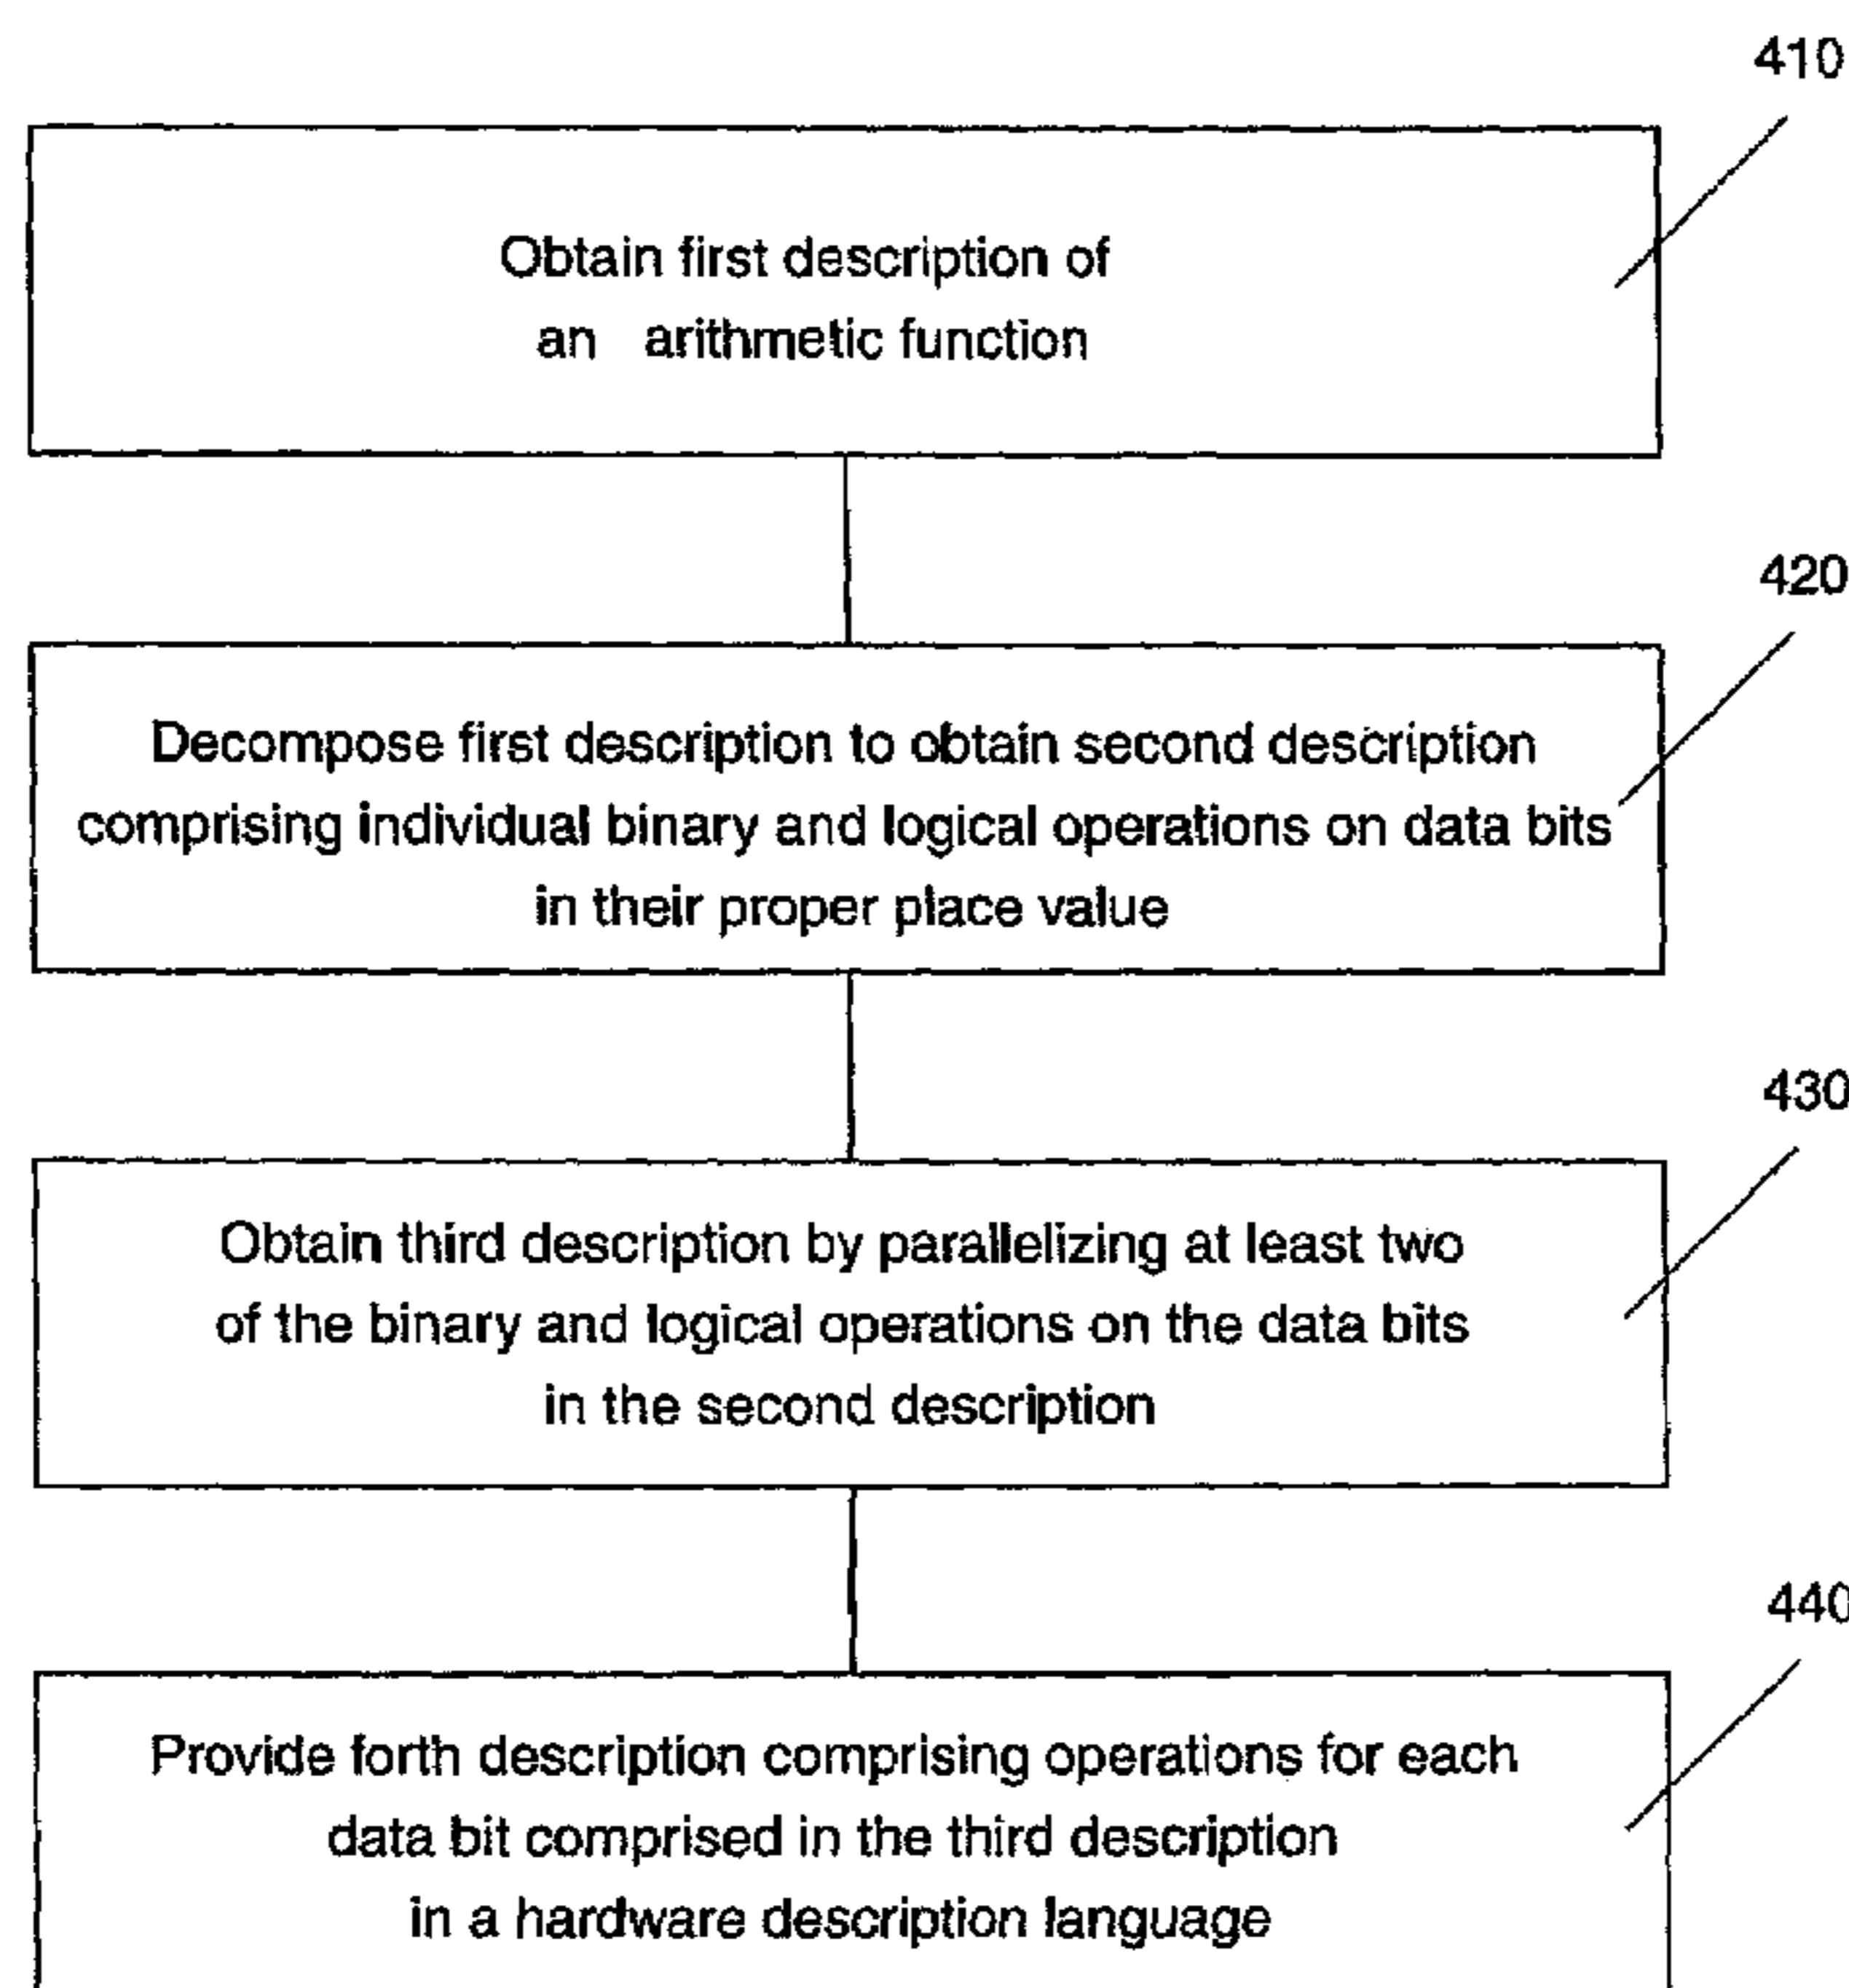 410
Obtain first description of
an arithmetic function
420
Decompose first description to obtain second description
comprising individual binary and logical operations on data bits
in their proper place value
430
Obtain third description by parallelizing at least two
of the binary and logical operations on the data bits
in the second description
440
Provide forth description comprising operations for each
data bit comprised in the third description
in a hardware description language